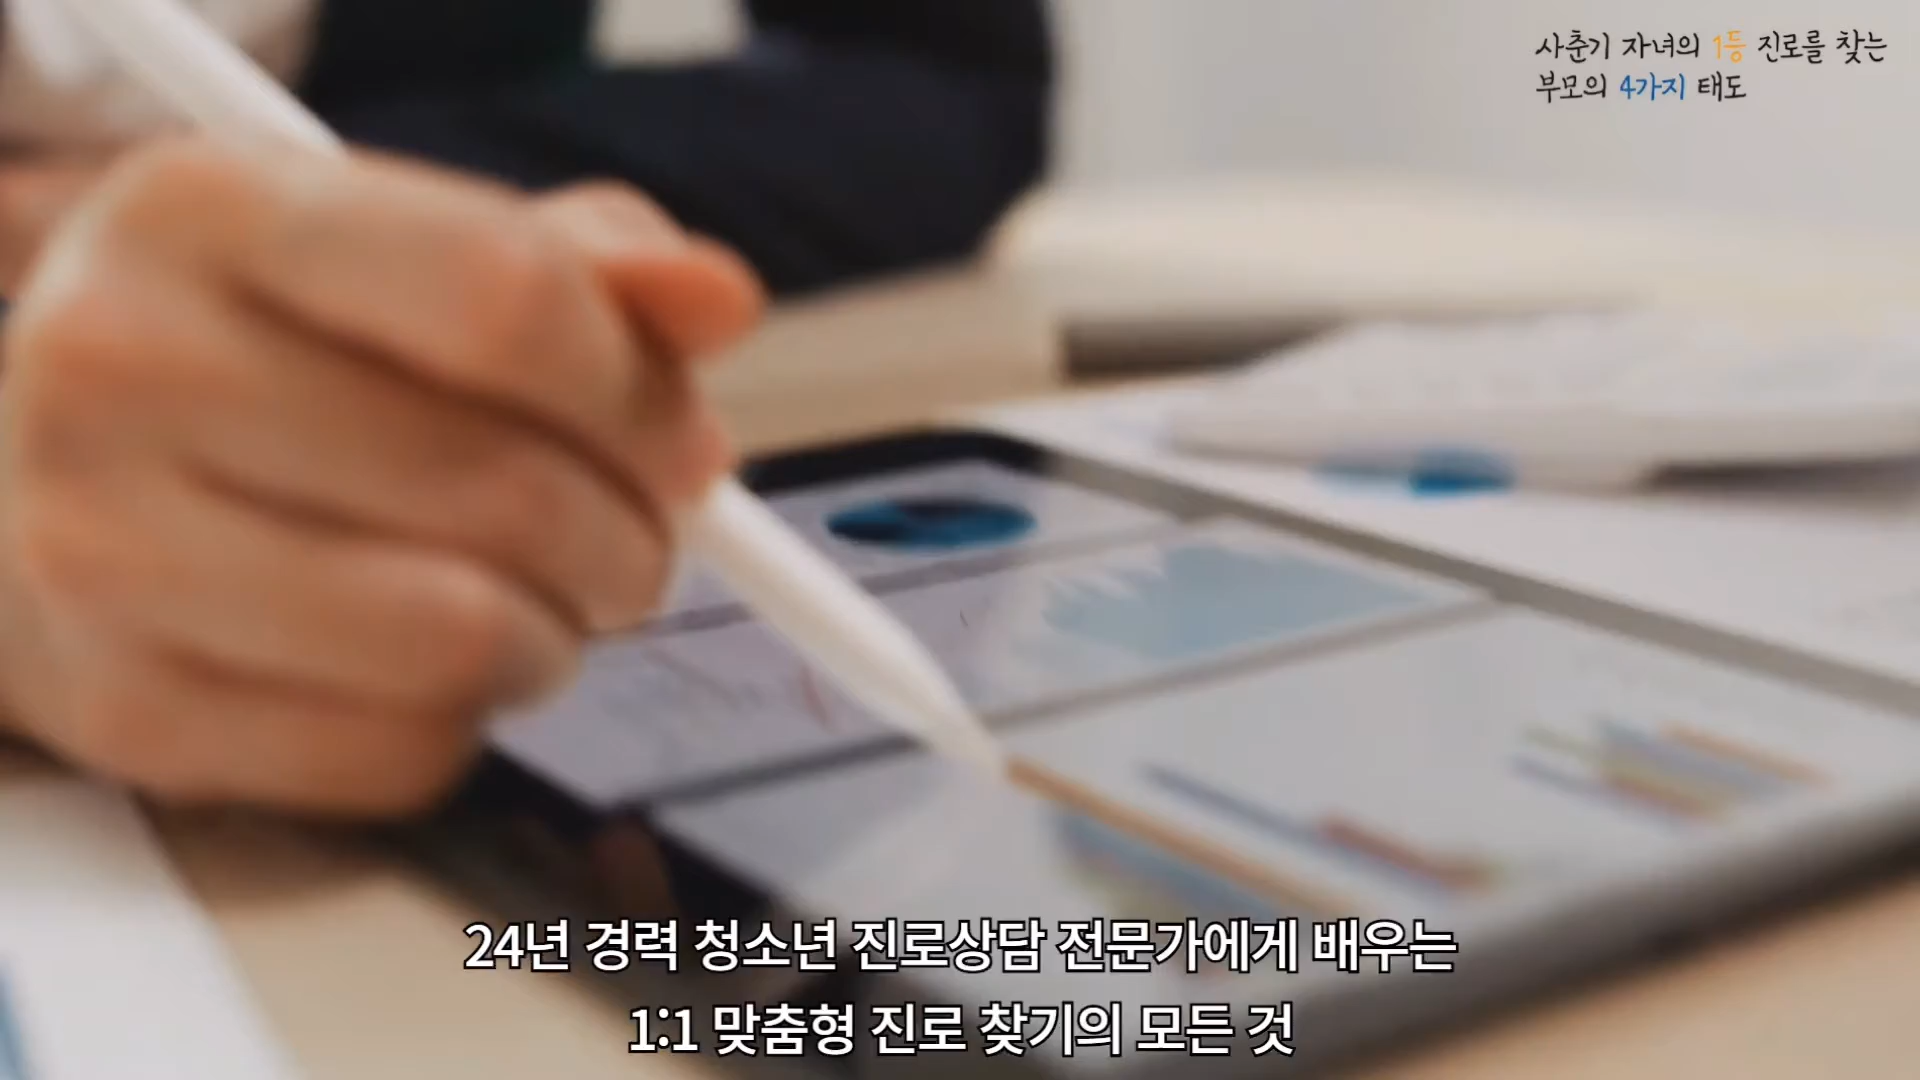 사춘기 자녀의 1등 진로를 찾는
부모의 4가지 태도
24년 경력 청소년 진로상담 전문가에게 배우는
1:1 맞춤형 진로 찾기의 모든 것